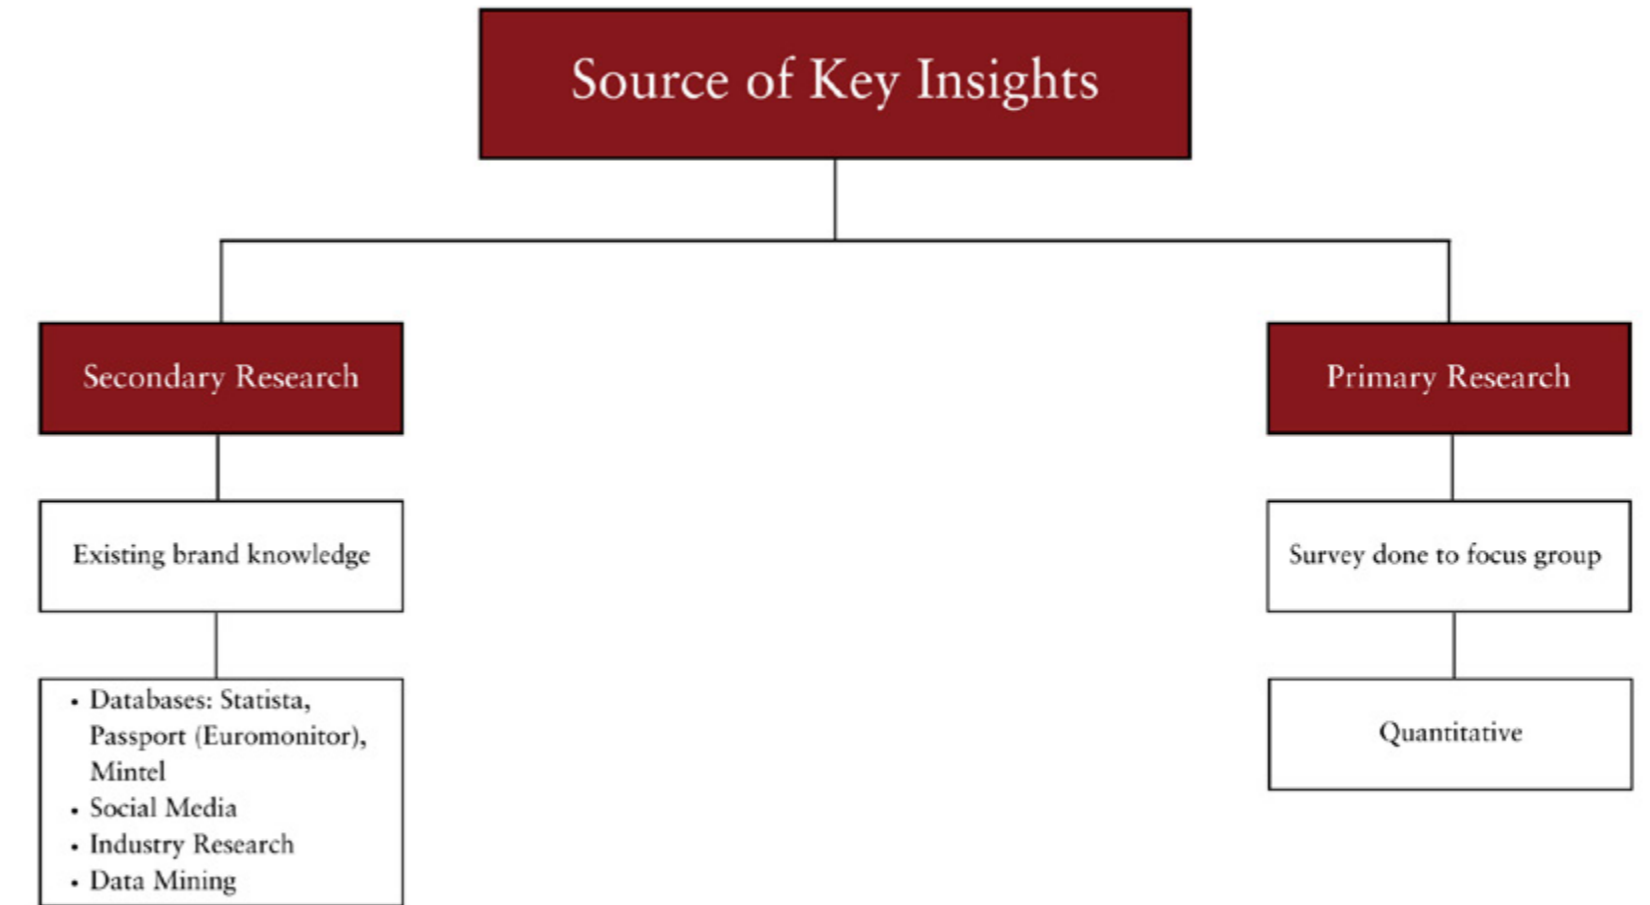 Source of Key Insights
Secondary Research
Primary Research
Existing brand knowledge
Survey done to focus group
• Databases: Statista,
Passport (Euromonitor),
Mintel
• Social Media
• Industry Research
• Data Mining
Quantitative